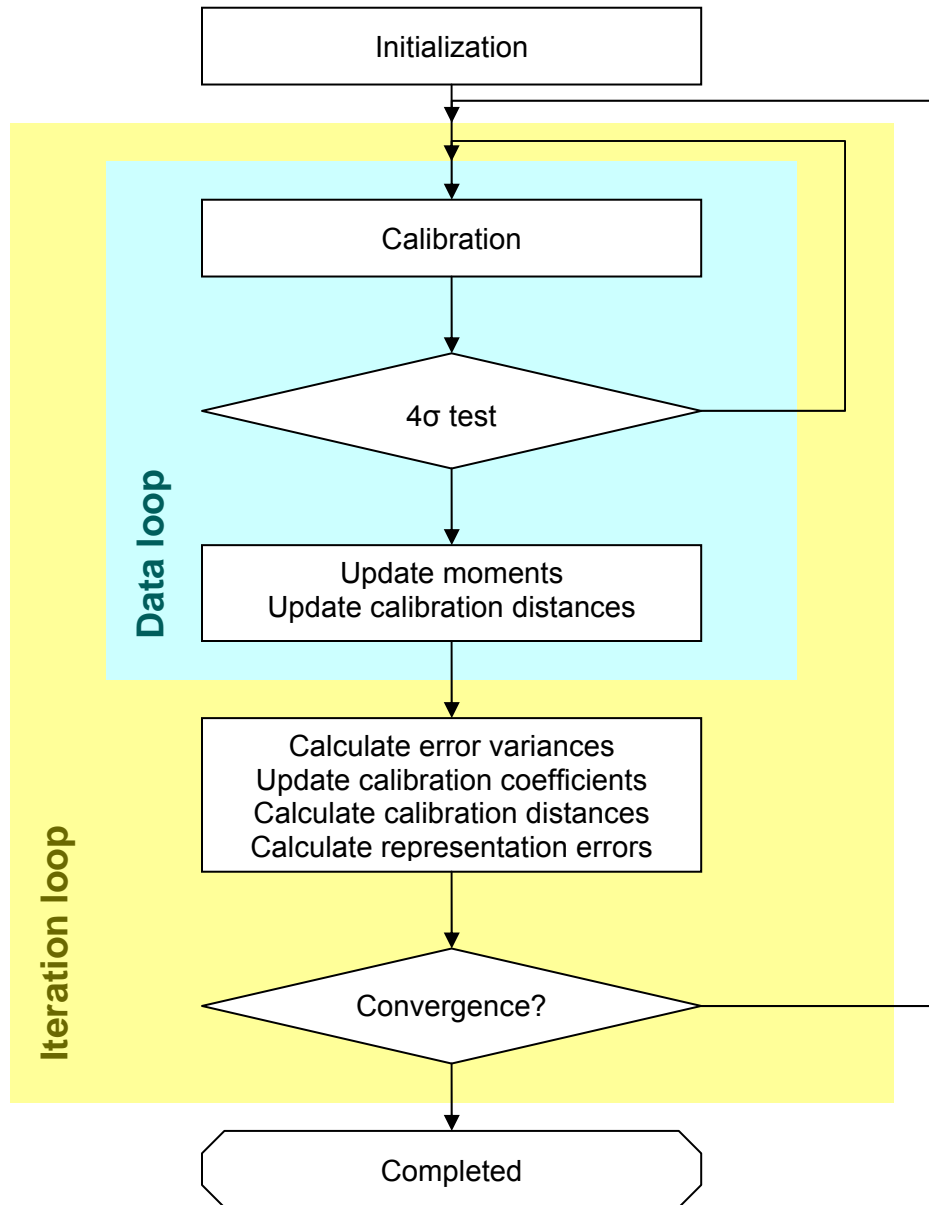 Initialization
Calibration
4σ test
Data loop
Update moments
Update calibration distances
Calculate error variances
Update calibration coefficients
Calculate calibration distances
Calculate representation errors
Iteration loop
Convergence?
Completed